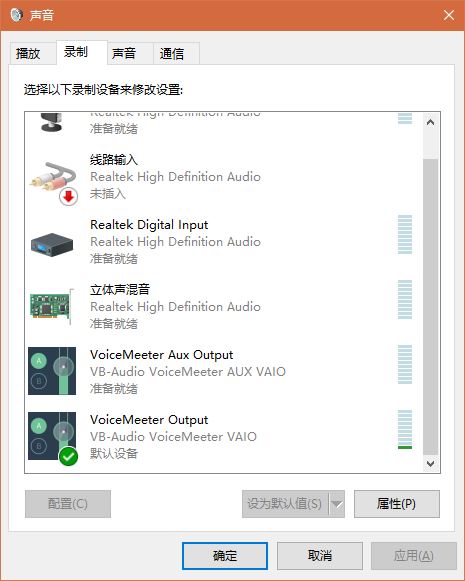 声音
播放
录制
声音
通信
选择以下录制设备来修改设置:
Realtek High Definition Audio
准备就绪
线路输入
Realtek High Definition Audio
未插入
Realtek Digital Input
Realtek High Definition Audio
准备就绪
立体声混音
Realtek High Definition Audio
准备就绪
A
B
VoiceMeeter Aux Output
VB-Audio VoiceMeeter AUX VAIO
准备就绪
A
B
VoiceMeeter Output
VB-Audio VoiceMeeter VAIO
默认设备
配置(C)
设为默认值(S)
属性(P)
确定
取消
应用(A)